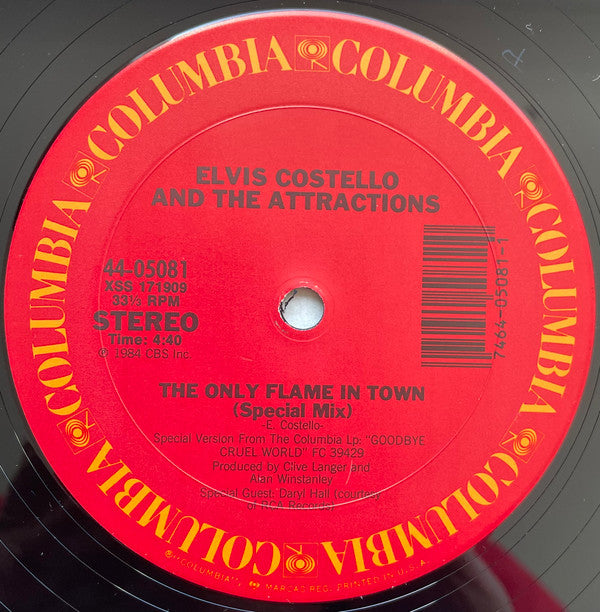 COLUMBIA COLUMBIA COLUMBIA COLUMBIA COLUMBIA COLUMBIA COLUMBIA
ELVIS COSTELLO
AND THE ATTRACTIONS
44-05081
XSS 171909
33⅓ RPM
STEREO
Time: 4:40
℗ 1984 CBS Inc.
7464-05081-1
THE ONLY FLAME IN TOWN
(Special Mix)
-E. Costello-
Special Version From The Columbia Lp: "GOODBYE
CRUEL WORLD" FC 39429
Produced by Clive Langer and
Alan Winstanley
Special Guest: Daryl Hall (courtesy
of RCA Records)
"COLUMBIA", MARCAS REG. PRINTED IN U.S.A.